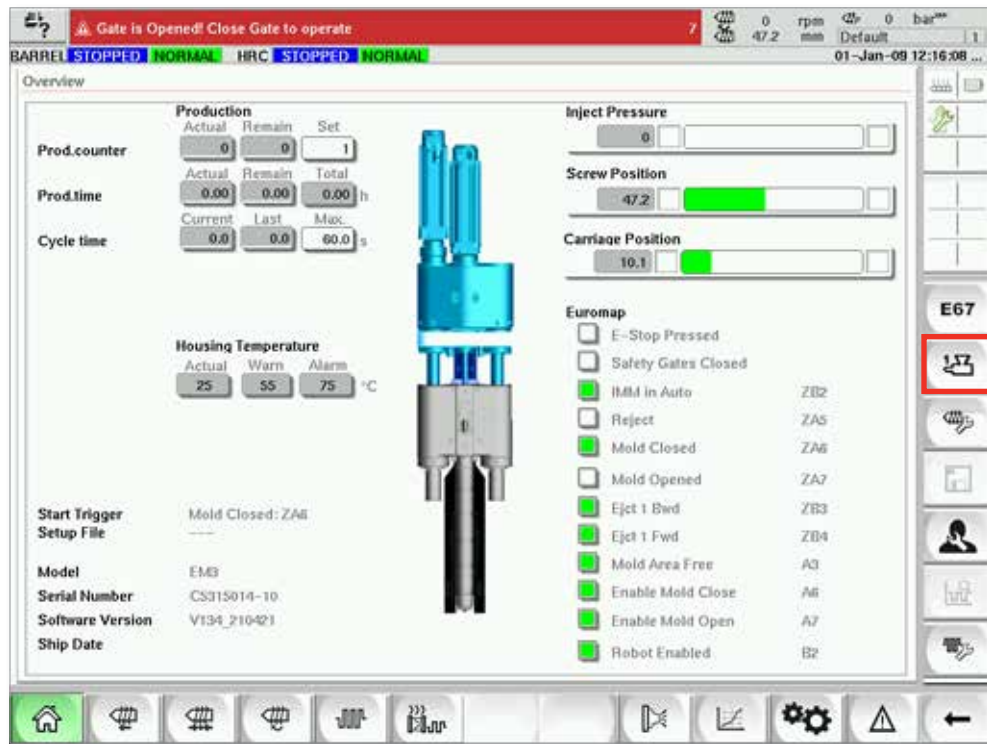 Gate is Opened! Close Gate to operate 7 0 rpm 0 bar
47.2 mm Default 1
BARREL STOPPED NORMAL HRC STOPPED NORMAL 01-Jan-09 12:16:08 ...
Overview
Production
Actual Remain Set
Prod.counter 0 0 1
Actual Remain Total
Prod.time 0.00 0.00 0.00 h
Current Last Max.
Cycle time 0.0 0.0 60.0 s
Housing Temperature
Actual Warn Alarm
25 55 75 °C
Start Trigger Mold Closed: ZA6
Setup File ---
Model EM3
Serial Number CS315014-10
Software Version V134_210421
Ship Date
Inject Pressure
0
Screw Position
47.2
Carriage Position
10.1
Euromap
E-Stop Pressed
Safety Gates Closed
IMM in Auto ZB2
Reject ZA5
Mold Closed ZA6
Mold Opened ZA7
Ejct 1 Bwd ZB3
Ejct 1 Fwd ZB4
Mold Area Free A3
Enable Mold Close A6
Enable Mold Open A7
Robot Enabled B2
E67